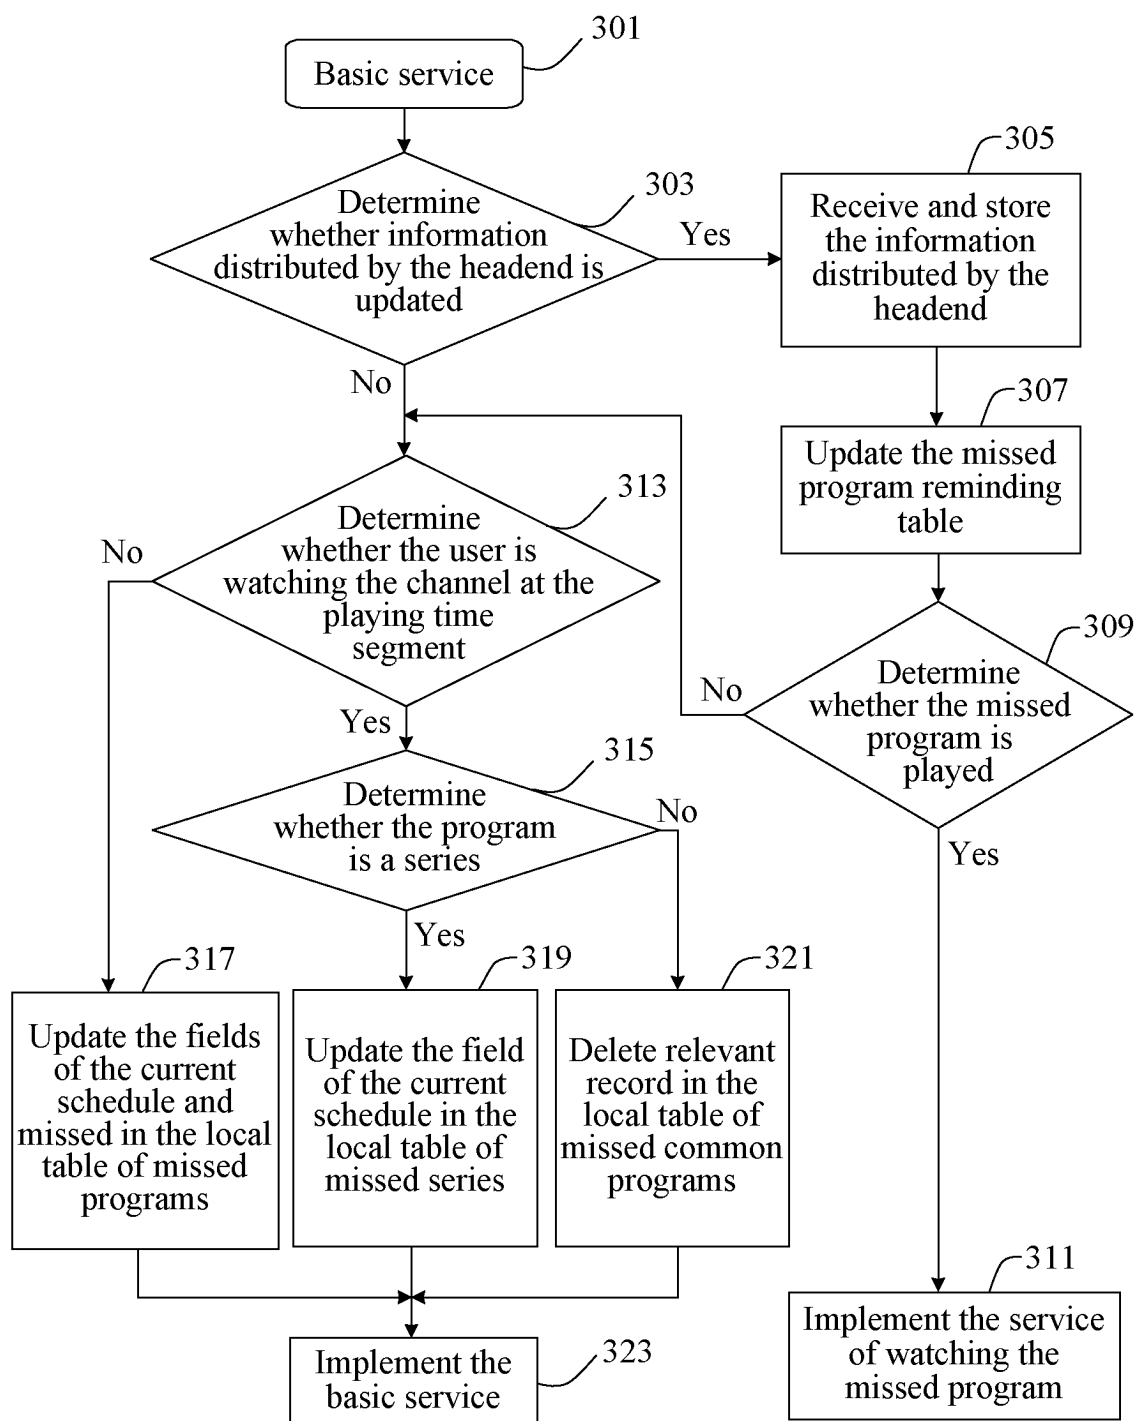 301
Basic service
303
Determine
whether information
distributed by the headend is
updated
Yes
No
305
Receive and store
the information
distributed by the
headend
307
Update the missed
program reminding
table
309
Determine
whether the missed
program is
played
No
Yes
313
Determine
whether the user is
watching the channel at the
playing time
segment
No
Yes
315
Determine
whether the program
is a series
No
Yes
317
Update the fields
of the current
schedule and
missed in the local
table of missed
programs
319
Update the field
of the current
schedule in the
local table of
missed series
321
Delete relevant
record in the
local table of
missed common
programs
311
Implement the service
of watching the
missed program
323
Implement the
basic service